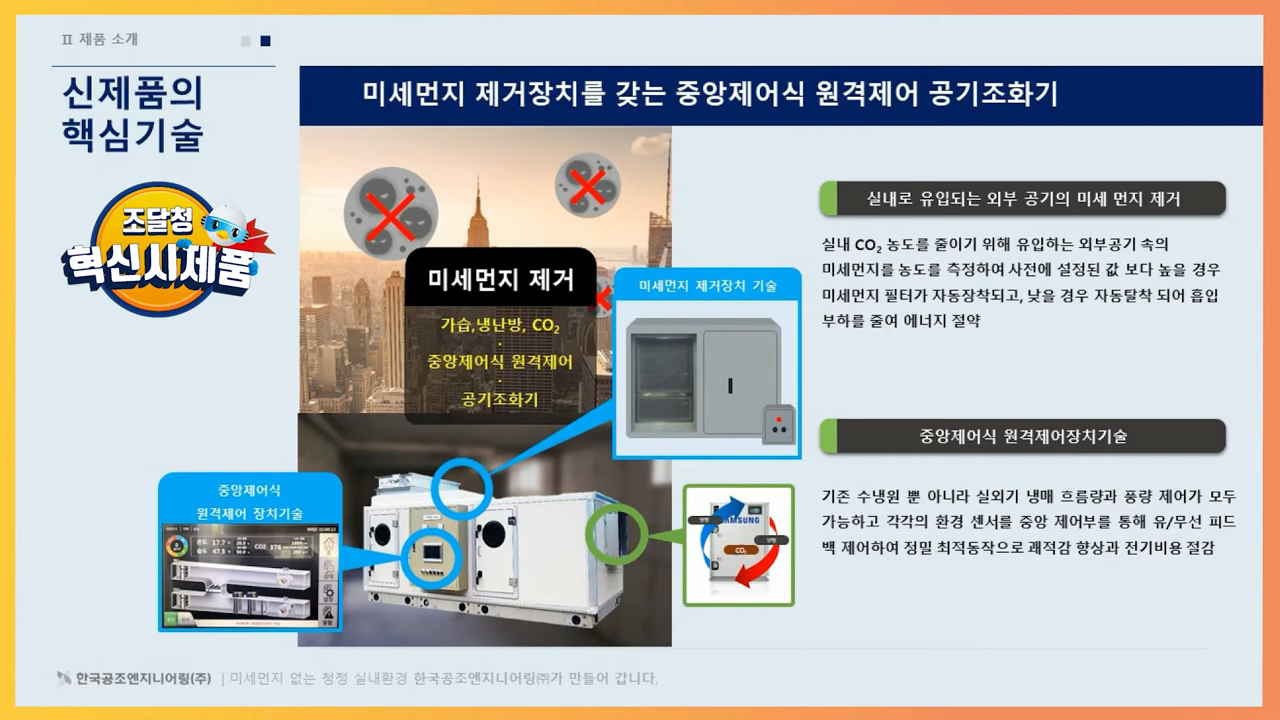 Ⅱ 제품 소개
신제품의
핵심기술
미세먼지 제거장치를 갖는 중앙제어식 원격제어 공기조화기
조달청
혁신시제품
미세먼지 제거
가습,냉난방, CO₂
·
중앙제어식 원격제어
·
공기조화기
미세먼지 제거장치 기술
실내로 유입되는 외부 공기의 미세 먼지 제거
실내 CO₂ 농도를 줄이기 위해 유입하는 외부공기 속의
미세먼지를 농도를 측정하여 사전에 설정된 값 보다 높을 경우
미세먼지 필터가 자동장착되고, 낮을 경우 자동탈착 되어 흡입
부하를 줄여 에너지 절약
중앙제어식 원격제어장치기술
기존 수냉원 뿐 아니라 실외기 냉매 흐름량과 풍량 제어가 모두
가능하고 각각의 환경 센서를 중앙 제어부를 통해 유/무선 피드
백 제어하여 정밀 최적동작으로 쾌적감 향상과 전기비용 절감
중앙제어식
원격제어 장치기술
온도 17.7
습도 47.5
CO2 376
SAMSUNG
CO₂
한국공조엔지니어링(주) | 미세먼지 없는 청정 실내환경 한국공조엔지니어링㈜가 만들어 갑니다.